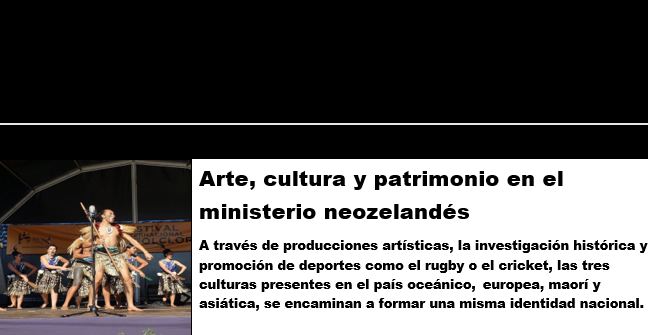 STIVAL
Arte, cultura y patrimonio en el
ministerio neozelandés
A través de producciones artísticas, la investigación histórica y
promoción de deportes como el rugby o el cricket, las tres
culturas presentes en el país oceánico, europea, maorí y
asiática, se encaminan a formar una misma identidad nacional.